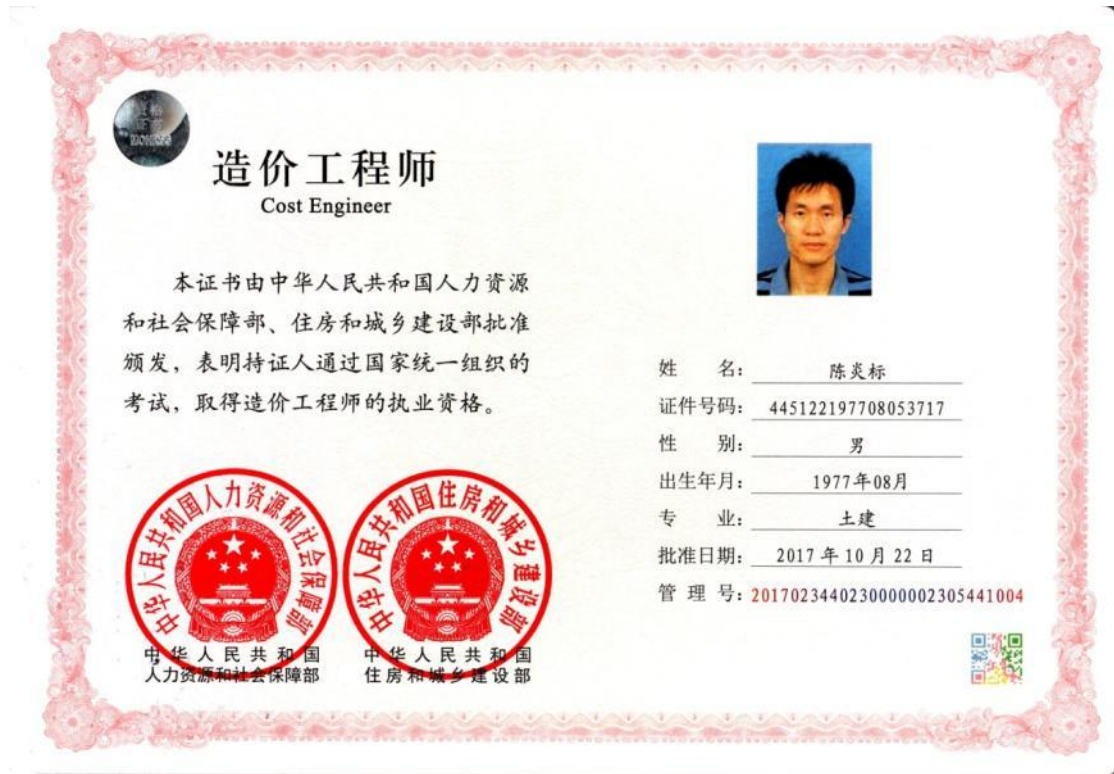 造价工程师
Cost Engineer
本证书由中华人民共和国人力资源
和社会保障部、住房和城乡建设部批准
颁发，表明持证人通过国家统一组织的
考试，取得造价工程师的执业资格。
中华人民共和国人力资源和社会保障部
中华人民共和国住房和城乡建设部
中华人民共和国
人力资源和社会保障部
中华人民共和国
住房和城乡建设部
姓 名： 陈炎标
证件号码： 445122197708053717
性 别： 男
出生年月： 1977年08月
专 业： 土建
批准日期： 2017年10月22日
管 理 号： 2017023440230000002305441004